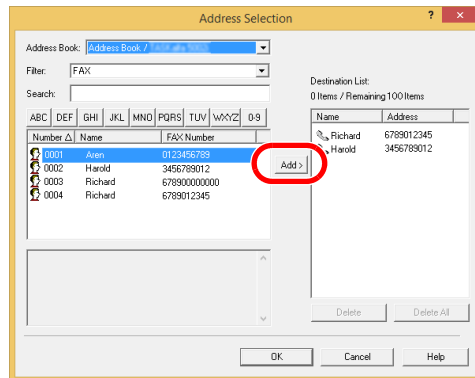 Address Selection
? ×
Address Book: Address Book /
Filter: FAX
Search:
Destination List:
0 Items / Remaining 100 Items
ABC DEF GHI JKL MNO PQRS TUV WXYZ 0-9
Number △ Name FAX Number
0001 Aren 0123456789
0002 Harold 3456789012
0003 Richard 678900000000
0004 Richard 6789012345
Add >
Name Address
Richard 6789012345
Harold 3456789012
Delete Delete All
OK Cancel Help